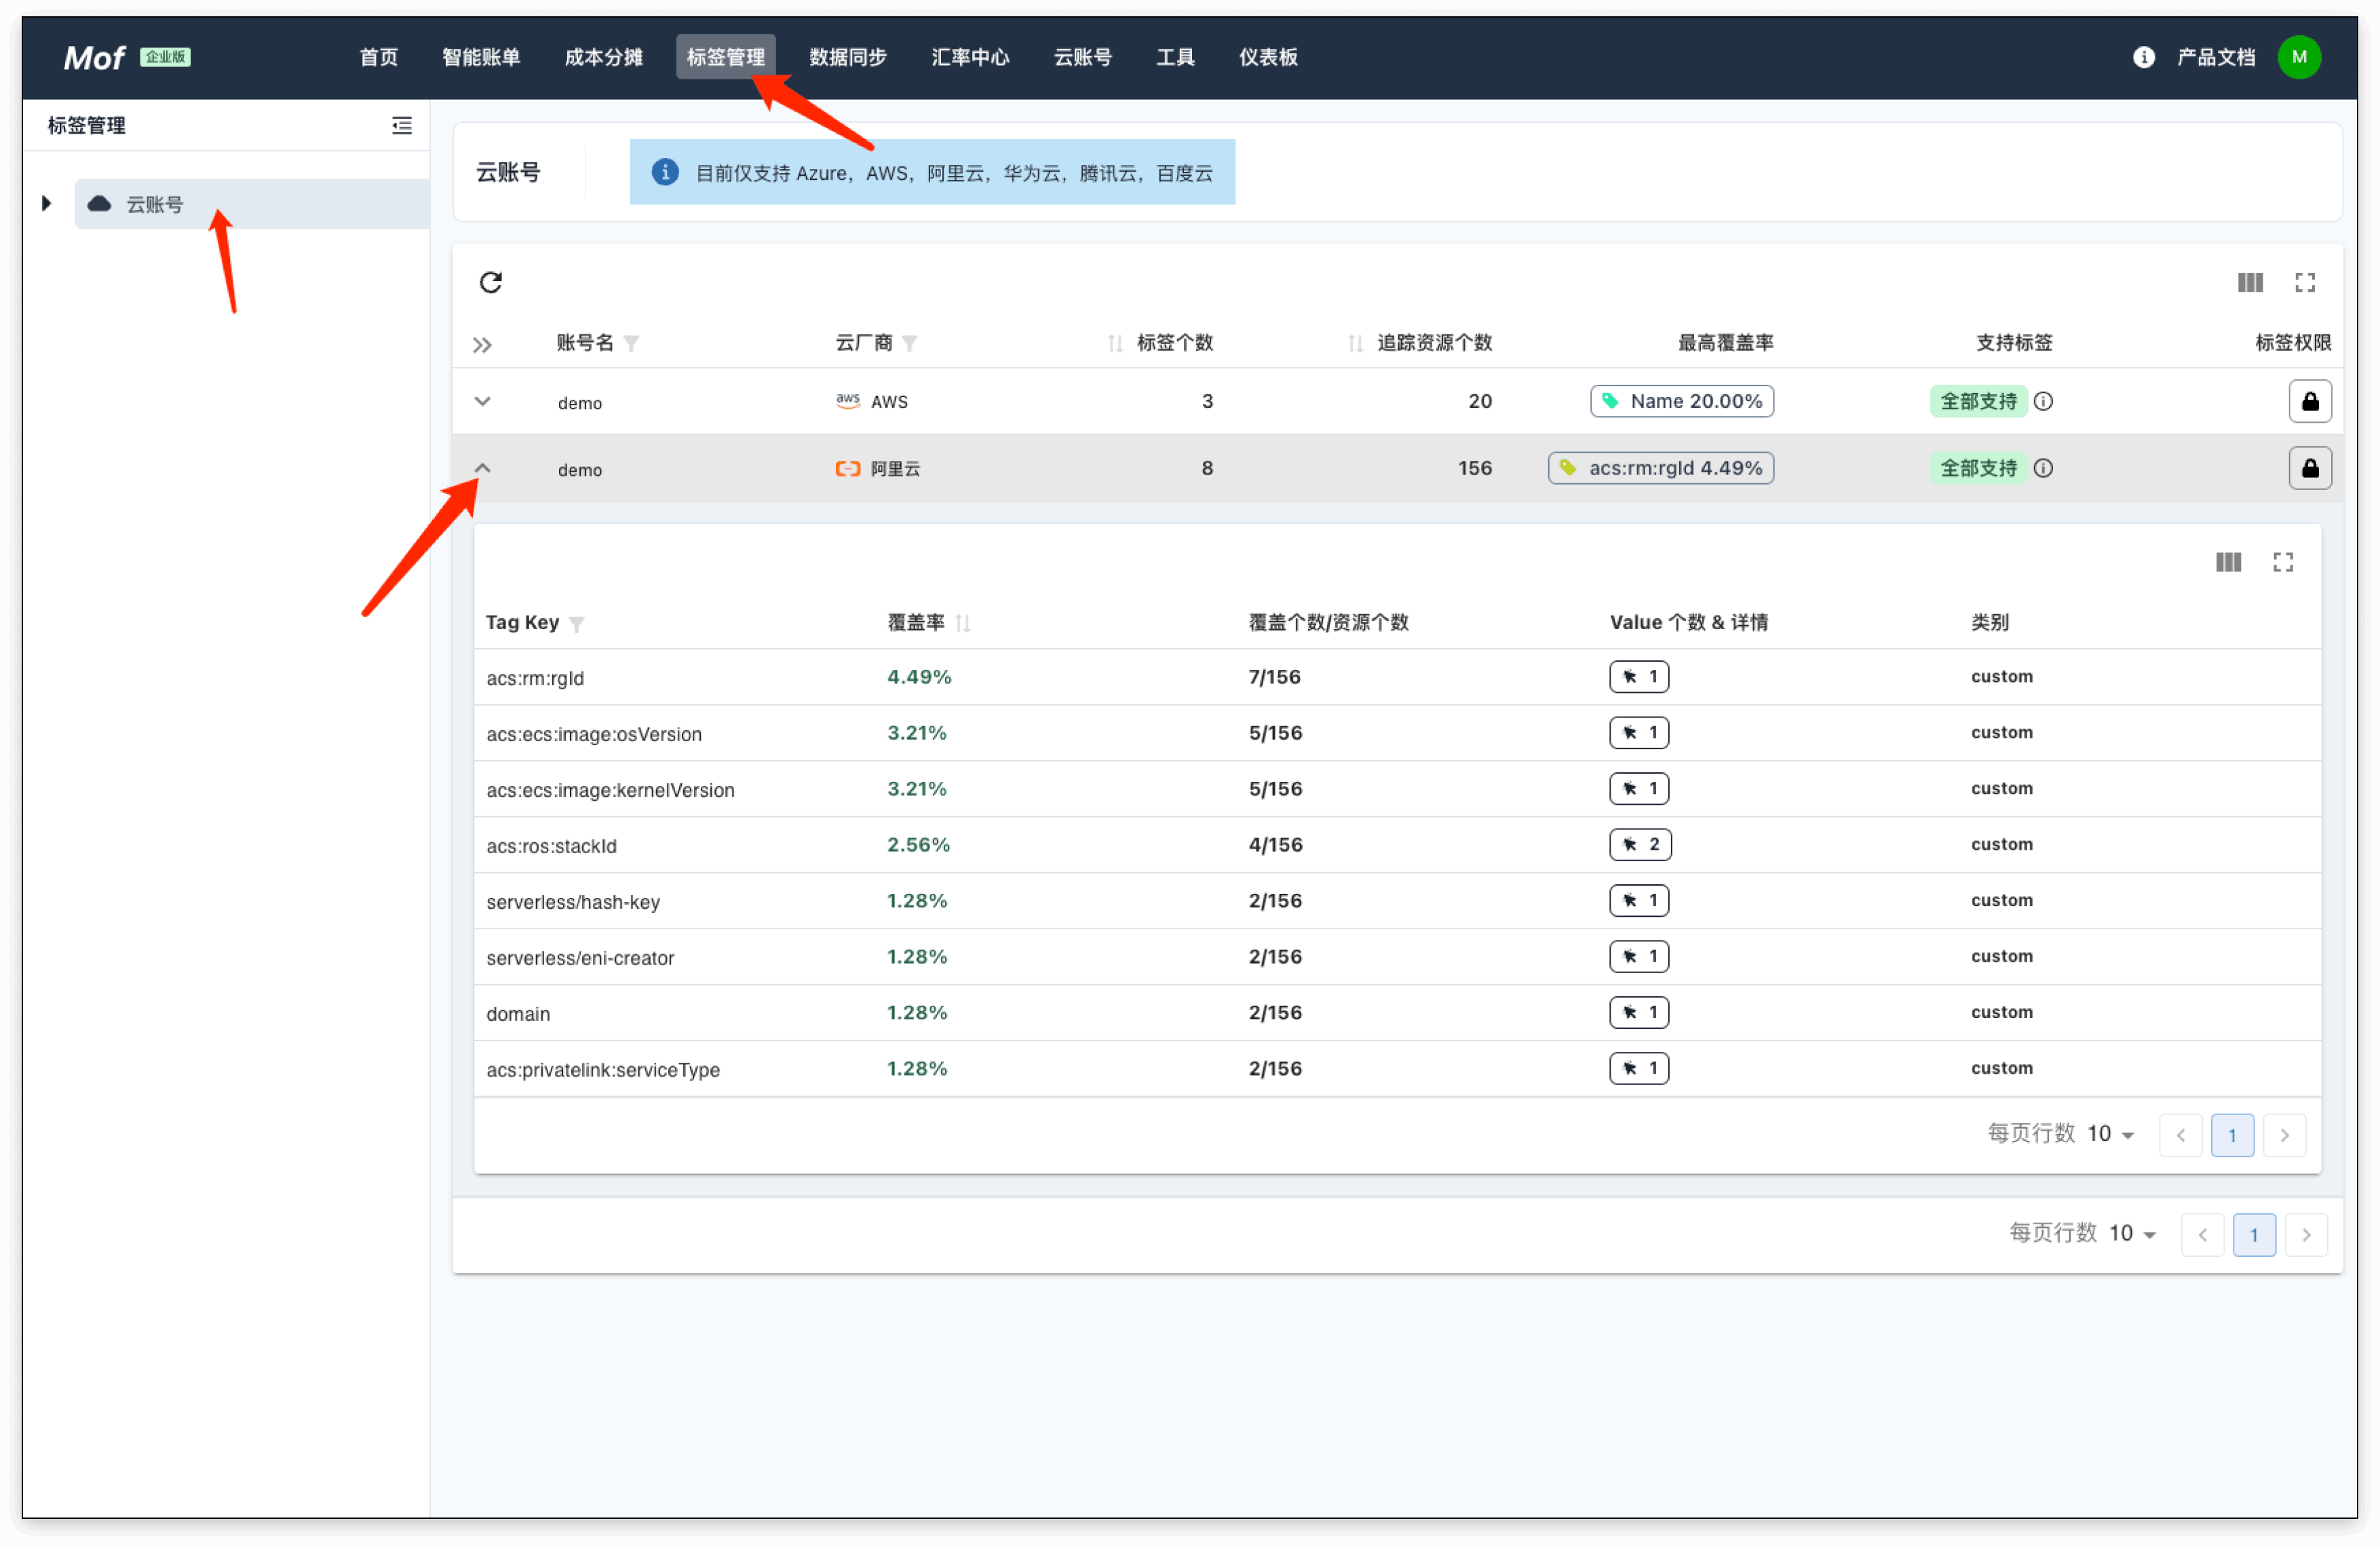 Mof 企业版 首页 智能账单 成本分摊 标签管理 数据同步 汇率中心 云账号 工具 仪表板 产品文档 M
标签管理
云账号
云账号 目前仅支持 Azure，AWS，阿里云，华为云，腾讯云，百度云
账号名 云厂商 标签个数 追踪资源个数 最高覆盖率 支持标签 标签权限
demo aws AWS 3 20 Name 20.00% 全部支持
demo 阿里云 8 156 acs:rm:rgId 4.49% 全部支持
Tag Key 覆盖率 覆盖个数/资源个数 Value 个数 & 详情 类别
acs:rm:rgId 4.49% 7/156 1 custom
acs:ecs:image:osVersion 3.21% 5/156 1 custom
acs:ecs:image:kernelVersion 3.21% 5/156 1 custom
acs:ros:stackId 2.56% 4/156 2 custom
serverless/hash-key 1.28% 2/156 1 custom
serverless/eni-creator 1.28% 2/156 1 custom
domain 1.28% 2/156 1 custom
acs:privatelink:serviceType 1.28% 2/156 1 custom
每页行数 10 1
每页行数 10 1